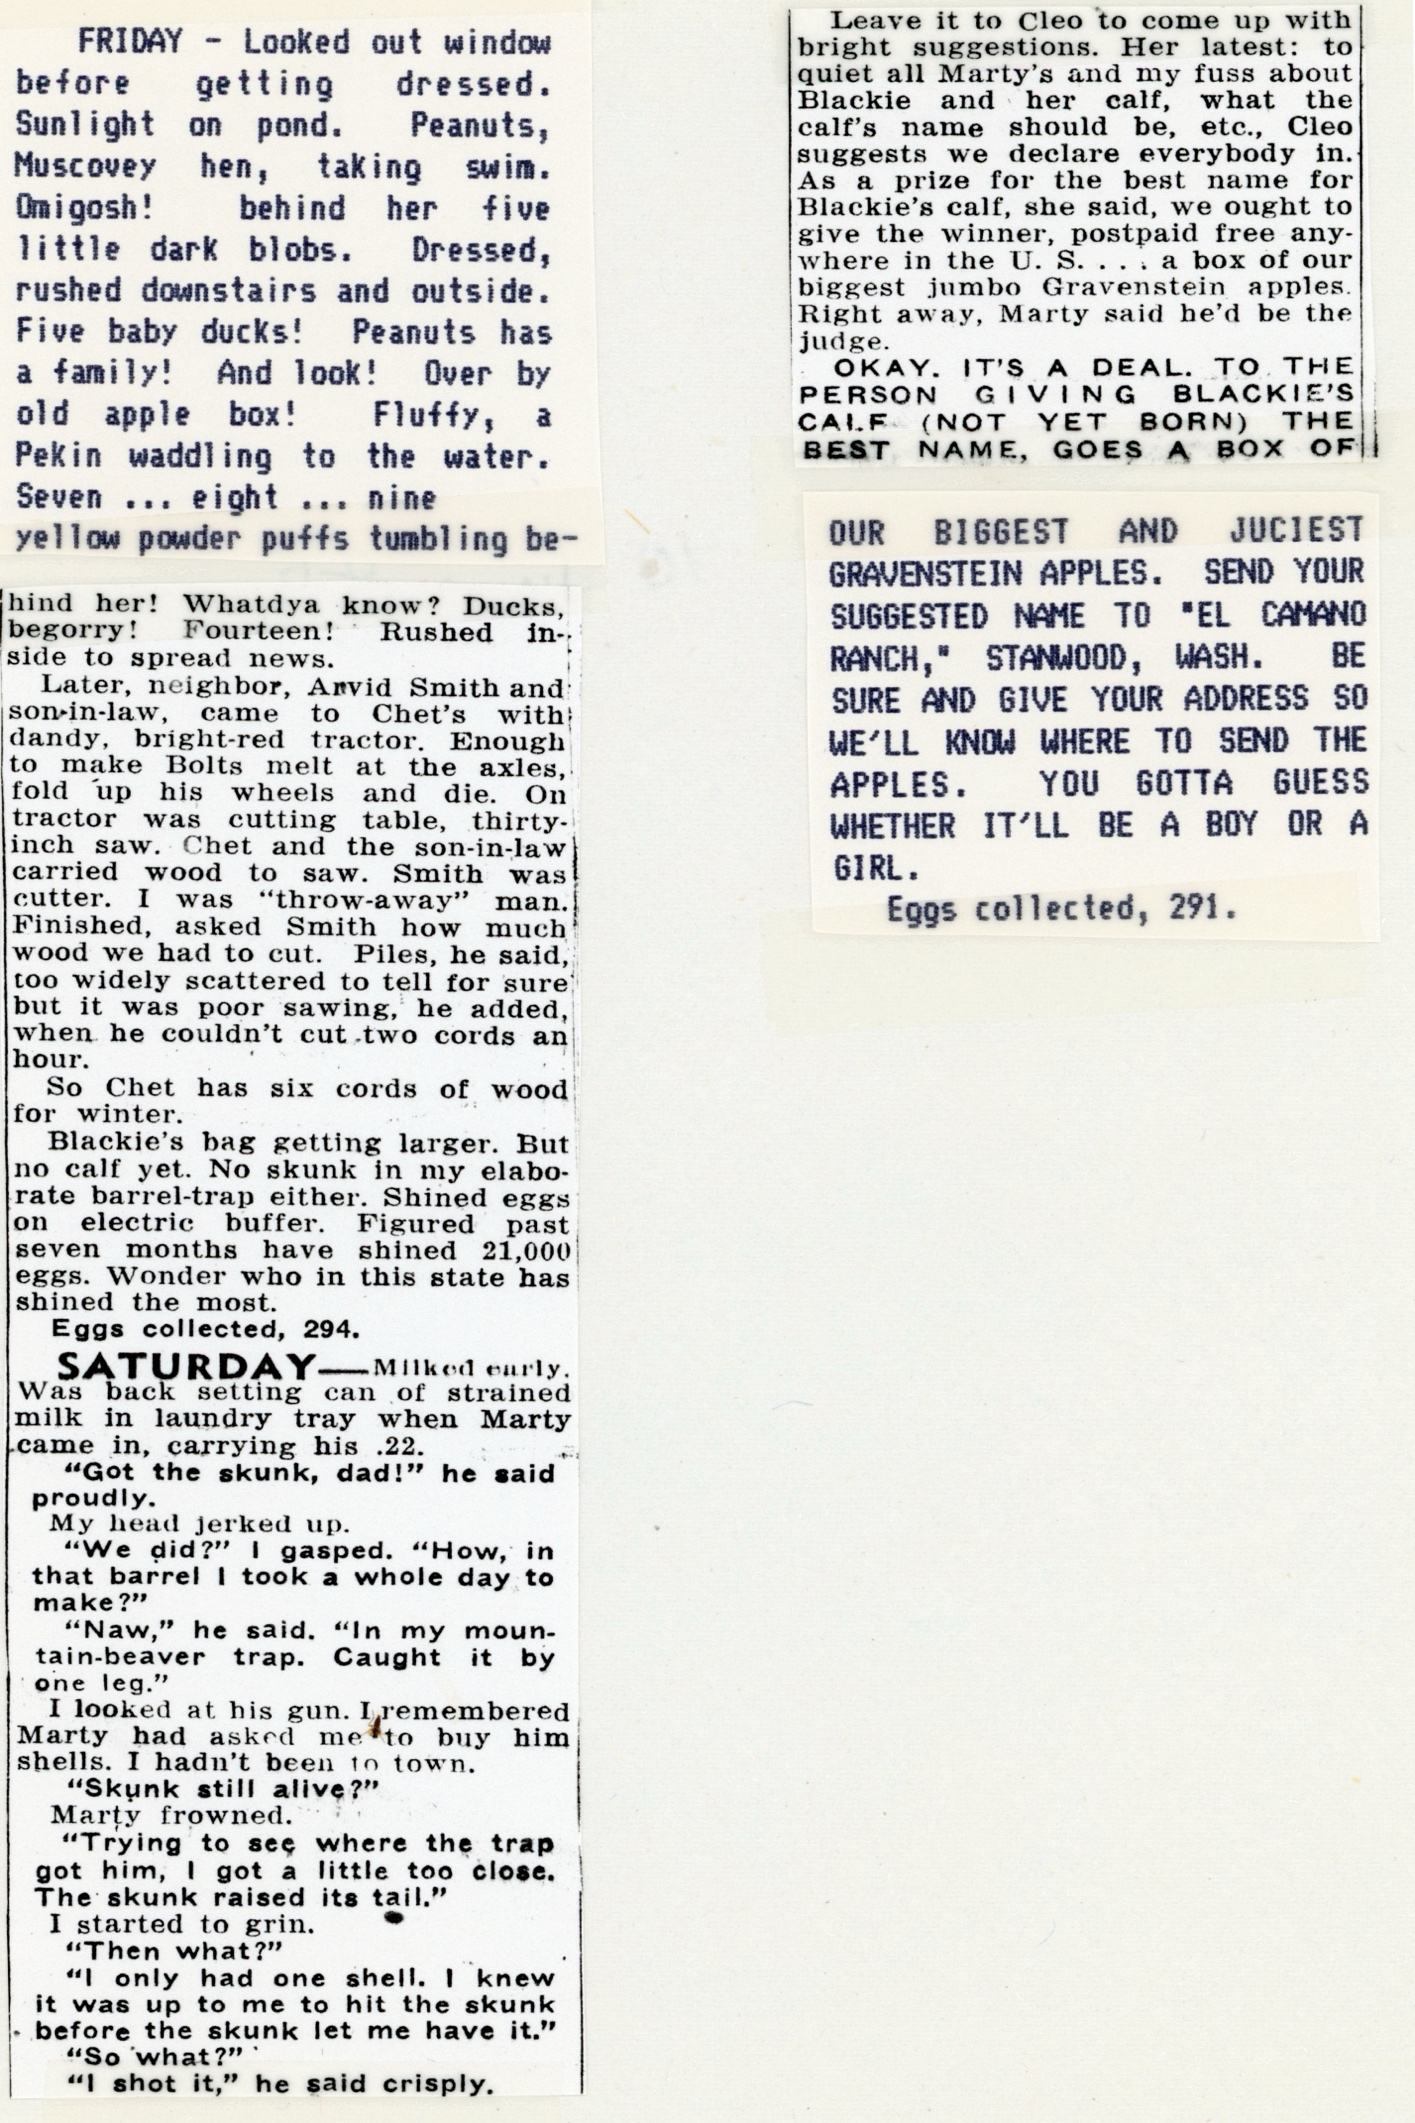 FRIDAY - Looked out window
before getting dressed.
Sunlight on pond. Peanuts,
Muscovey hen, taking swim.
Omigosh! behind her five
little dark blobs. Dressed,
rushed downstairs and outside.
Five baby ducks! Peanuts has
a family! And look! Over by
old apple box! Fluffy, a
Pekin waddling to the water.
Seven ... eight ... nine
yellow powder puffs tumbling be-
hind her! Whatdya know? Ducks,
begorry! Fourteen! Rushed in-
side to spread news.
Later, neighbor, Arvid Smith and
son-in-law, came to Chet's with
dandy, bright-red tractor. Enough
to make Bolts melt at the axles,
fold up his wheels and die. On
tractor was cutting table, thirty-
inch saw. Chet and the son-in-law
carried wood to saw. Smith was
cutter. I was "throw-away" man.
Finished, asked Smith how much
wood we had to cut. Piles, he said,
too widely scattered to tell for sure
but it was poor sawing, he added,
when he couldn't cut two cords an
hour.
So Chet has six cords of wood
for winter.
Blackie's bag getting larger. But
no calf yet. No skunk in my elabo-
rate barrel-trap either. Shined eggs
on electric buffer. Figured past
seven months have shined 21,000
eggs. Wonder who in this state has
shined the most.
Eggs collected, 294.
SATURDAY—Milked early.
Was back setting can of strained
milk in laundry tray when Marty
came in, carrying his .22.
"Got the skunk, dad!" he said
proudly.
My head jerked up.
"We did?" I gasped. "How, in
that barrel I took a whole day to
make?"
"Naw," he said. "In my moun-
tain-beaver trap. Caught it by
one leg."
I looked at his gun. I remembered
Marty had asked me to buy him
shells. I hadn't been to town.
"Skunk still alive?"
Marty frowned.
"Trying to see where the trap
got him, I got a little too close.
The skunk raised its tail."
I started to grin.
"Then what?"
"I only had one shell. I knew
it was up to me to hit the skunk
before the skunk let me have it."
"So what?"
"I shot it," he said crisply.
Leave it to Cleo to come up with
bright suggestions. Her latest: to
quiet all Marty's and my fuss about
Blackie and her calf, what the
calf's name should be, etc., Cleo
suggests we declare everybody in.
As a prize for the best name for
Blackie's calf, she said, we ought to
give the winner, postpaid free any-
where in the U. S. . . . a box of our
biggest jumbo Gravenstein apples.
Right away, Marty said he'd be the
judge.
OKAY. IT'S A DEAL. TO THE
PERSON GIVING BLACKIE'S
CALF (NOT YET BORN) THE
BEST NAME, GOES A BOX OF
OUR BIGGEST AND JUCIEST
GRAVENSTEIN APPLES. SEND YOUR
SUGGESTED NAME TO "EL CAMANO
RANCH," STANWOOD, WASH. BE
SURE AND GIVE YOUR ADDRESS SO
WE'LL KNOW WHERE TO SEND THE
APPLES. YOU GOTTA GUESS
WHETHER IT'LL BE A BOY OR A
GIRL.
Eggs collected, 291.